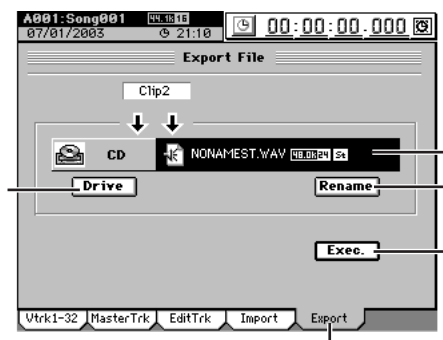 A001:Song001 44.1K 16 00:00:00.000
07/01/2003 21:10
Export File
Clip2
CD NONAMEST.WAV 48.0K 24 St
Drive Rename
Exec.
Vtrk1-32 MasterTrk EditTrk Import Export